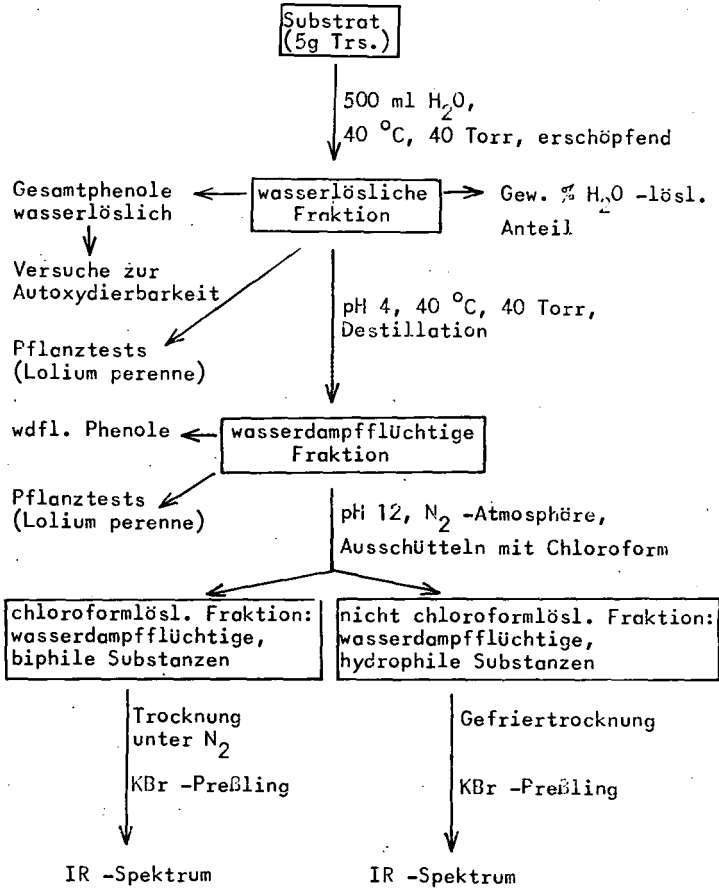 Substrat
(5g Trs.)
500 ml H₂O,
40 °C, 40 Torr, erschöpfend
Gesamtphenole
wasserlöslich
wasserlösliche
Fraktion
Gew. % H₂O -lösl.
Anteil
Versuche zur
Autoxydierbarkeit
pH 4, 40 °C, 40 Torr,
Destillation
Pflanztests
(Lolium perenne)
wdfl. Phenole
wasserdampfflüchtige
Fraktion
Pflanztests
(Lolium perenne)
pH 12, N₂ -Atmosphäre,
Ausschütteln mit Chloroform
chloroformlösl. Fraktion:
wasserdampfflüchtige,
biphile Substanzen
nicht chloroformlösl. Fraktion:
wasserdampfflüchtige,
hydrophile Substanzen
Trocknung
unter N₂
KBr -Preßling
Gefriertrocknung
KBr -Preßling
IR -Spektrum
IR -Spektrum